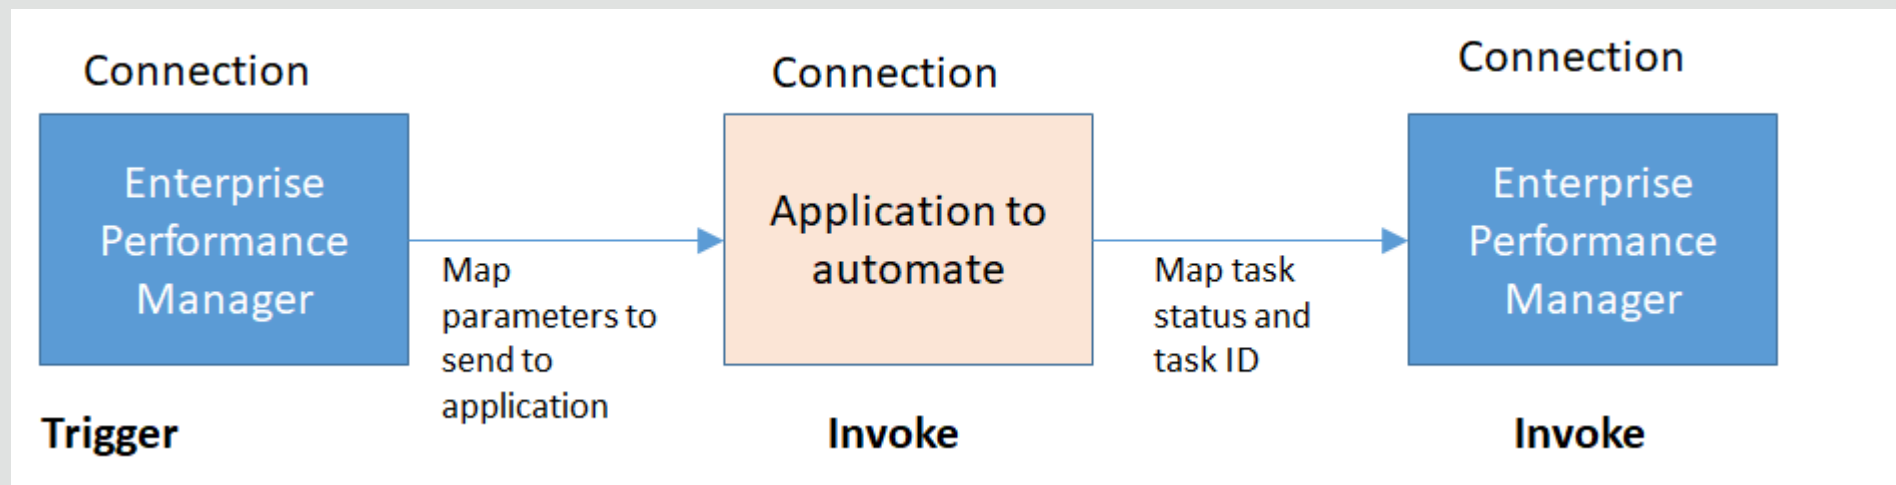 Connection
Enterprise
Performance
Manager
Trigger
Map
parameters to
send to
application
Connection
Application to
automate
Invoke
Map task
status and
task ID
Connection
Enterprise
Performance
Manager
Invoke